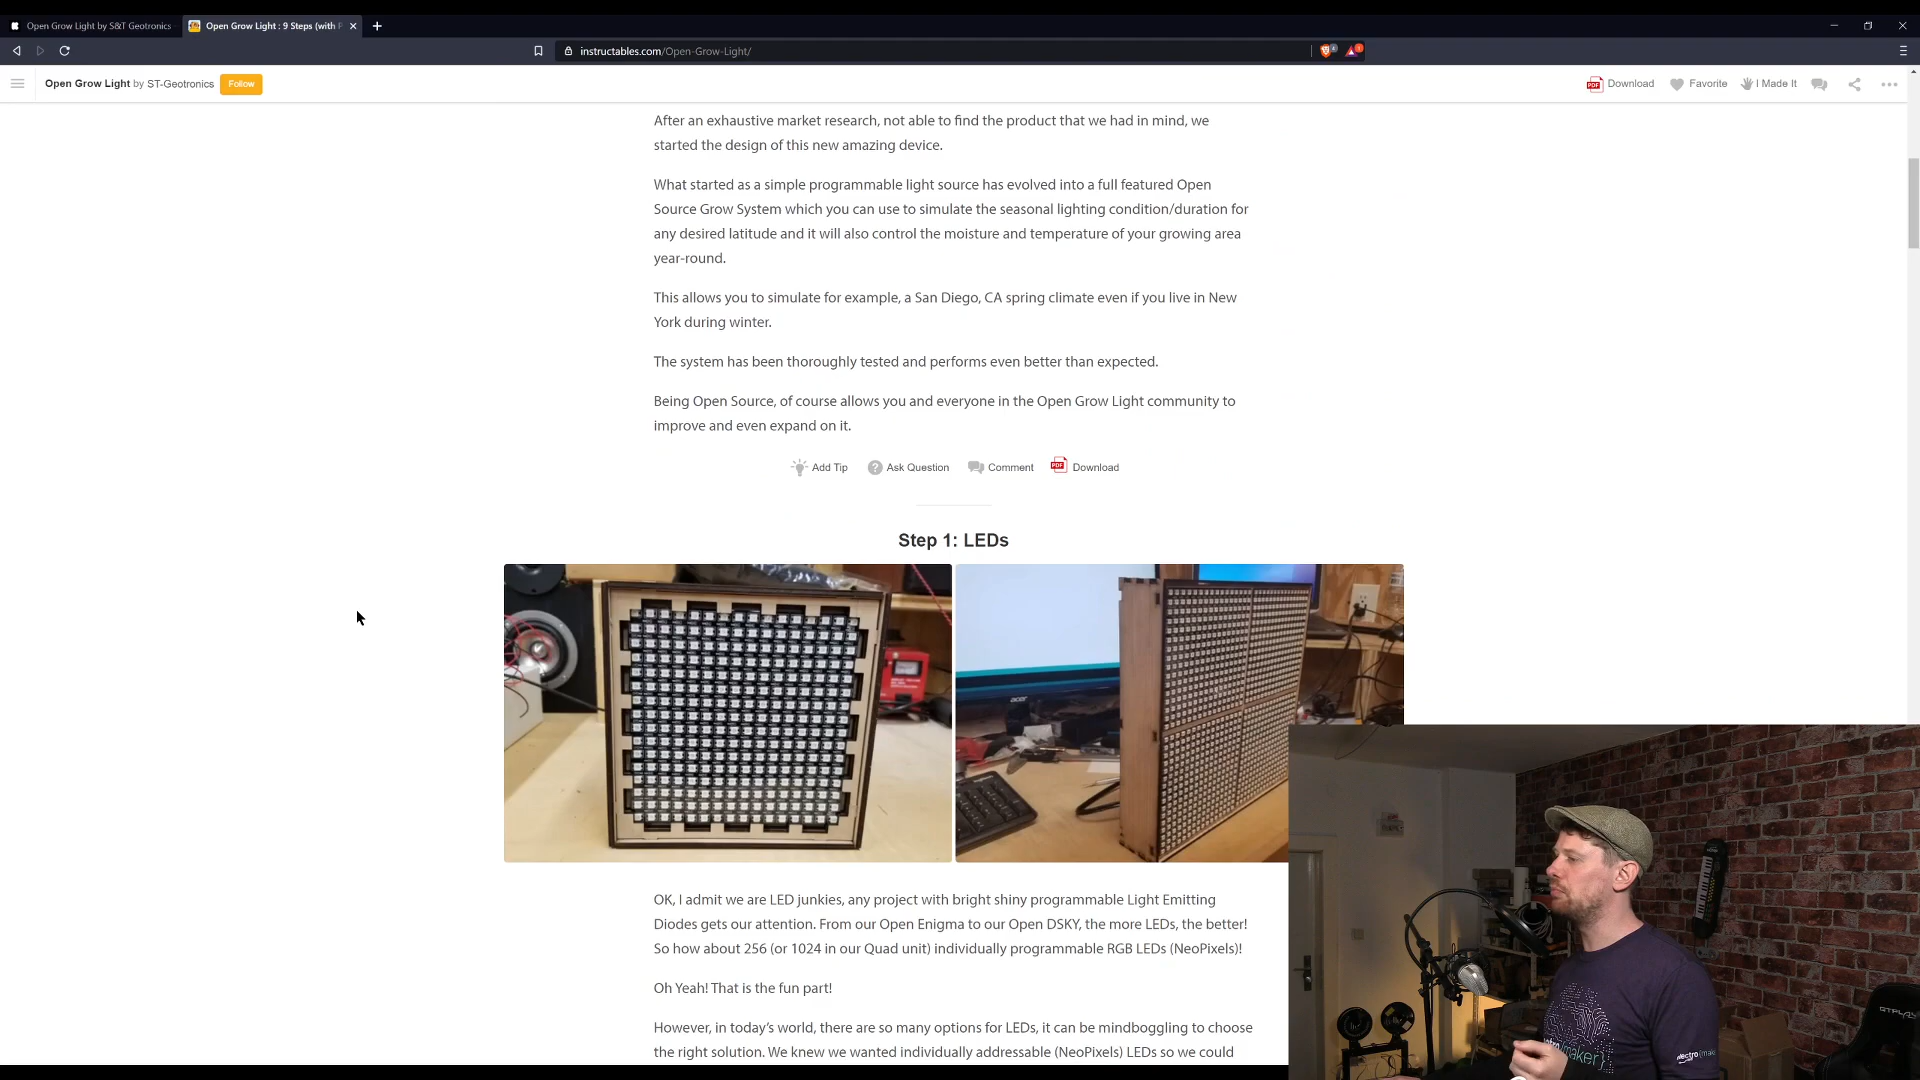 Open Grow Light by S&T Geotronics
Open Grow Light : 9 Steps (with P
instructables.com/Open-Grow-Light/
Open Grow Light by ST-Geotronics
Follow
Download
Favorite
I Made It
After an exhaustive market research, not able to find the product that we had in mind, we
started the design of this new amazing device.
What started as a simple programmable light source has evolved into a full featured Open
Source Grow System which you can use to simulate the seasonal lighting condition/duration for
any desired latitude and it will also control the moisture and temperature of your growing area
year-round.
This allows you to simulate for example, a San Diego, CA spring climate even if you live in New
York during winter.
The system has been thoroughly tested and performs even better than expected.
Being Open Source, of course allows you and everyone in the Open Grow Light community to
improve and even expand on it.
Add Tip
Ask Question
Comment
Download
Step 1: LEDs
acer
OK, I admit we are LED junkies, any project with bright shiny programmable Light Emitting
Diodes gets our attention. From our Open Enigma to our Open DSKY, the more LEDs, the better!
So how about 256 (or 1024 in our Quad unit) individually programmable RGB LEDs (NeoPixels)!
Oh Yeah! That is the fun part!
However, in today's world, there are so many options for LEDs, it can be mindboggling to choose
the right solution. We knew we wanted individually addressable (NeoPixels) LEDs so we could
GTPLAY